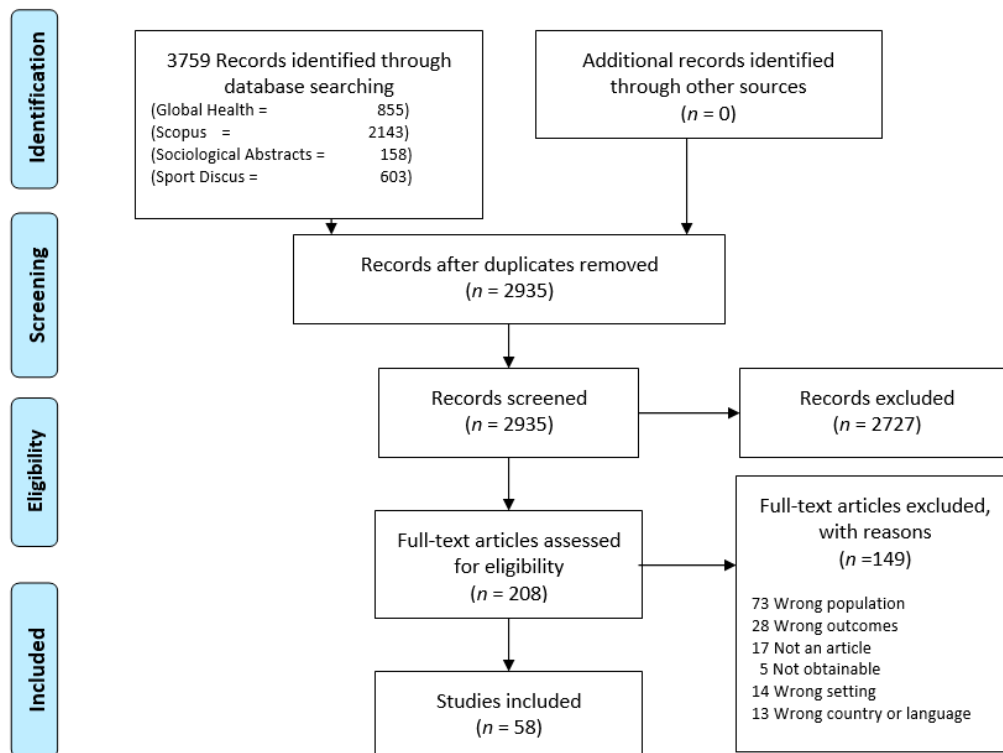 Identification
3759 Records identified through
database searching
(Global Health = 855)
(Scopus = 2143)
(Sociological Abstracts = 158)
(Sport Discus = 603)
Additional records identified
through other sources
(n = 0)
Screening
Records after duplicates removed
(n = 2935)
Records screened
(n = 2935)
Records excluded
(n = 2727)
Eligibility
Full-text articles assessed
for eligibility
(n = 208)
Full-text articles excluded,
with reasons
(n =149)
73 Wrong population
28 Wrong outcomes
17 Not an article
5 Not obtainable
14 Wrong setting
13 Wrong country or language
Included
Studies included
(n = 58)